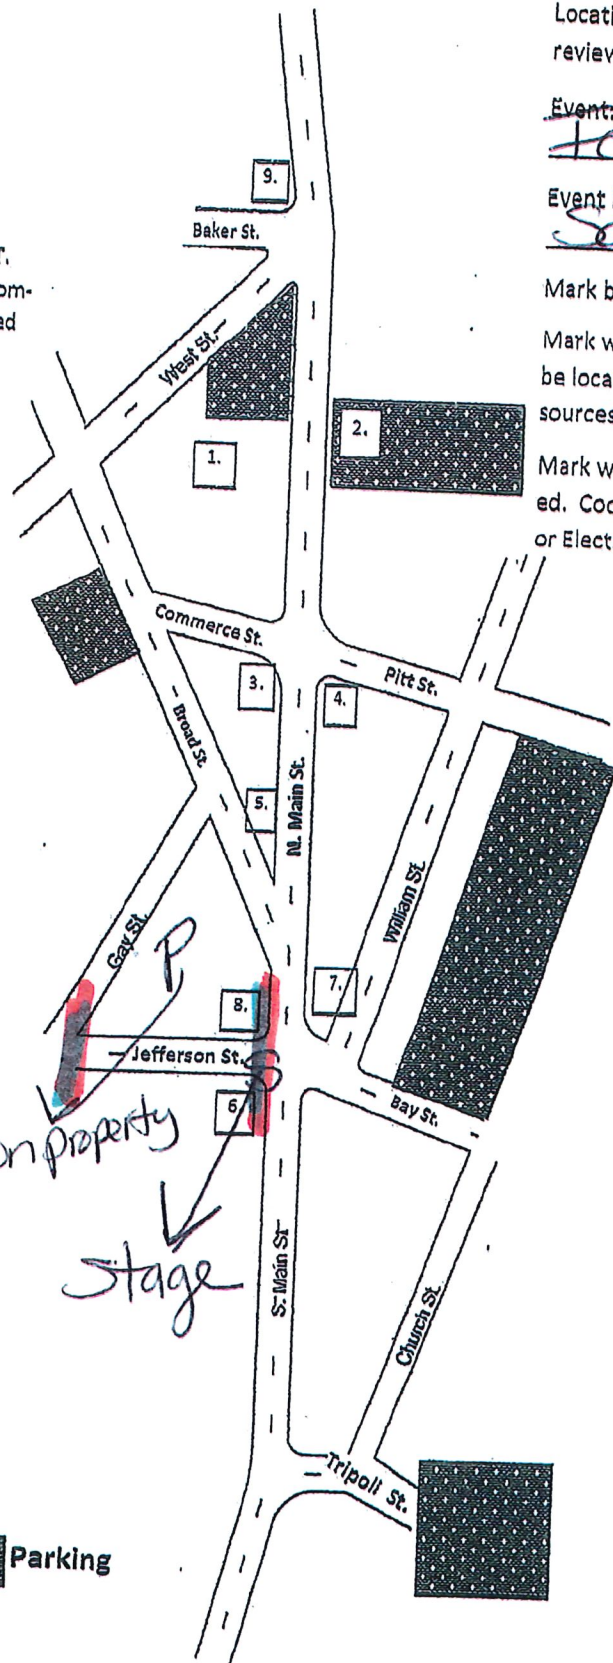 Locati
review
Event:
Event
9.
Baker St.
T.
om-
ed
Mark b
West St.
Mark w
be loca
sources
2.
1.
Mark w
ed. Coc
or Elect
Commerce St.
Pitt St.
3.
4.
Broad St
N. Main St.
5.
William St.
Gay St.
P
7.
8.
Jefferson St.
S
6
Bay St.
on property
Stage
S. Main St
Church St.
Tripoli St.
Parking